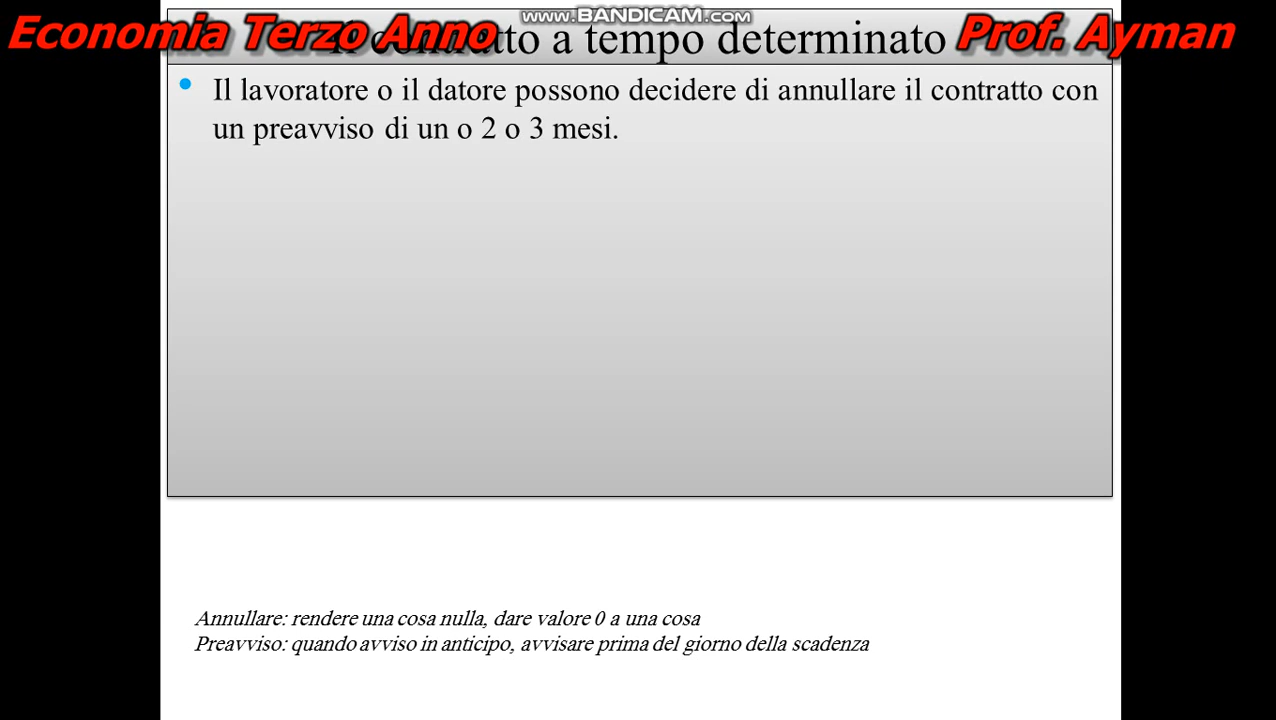 www.BANDICAM.com
Economia Terzo Anno
contratto a tempo determinato
Prof. Ayman
Il lavoratore o il datore possono decidere di annullare il contratto con
un preavviso di un o 2 o 3 mesi.
Annullare: rendere una cosa nulla, dare valore 0 a una cosa
Preavviso: quando avviso in anticipo, avvisare prima del giorno della scadenza